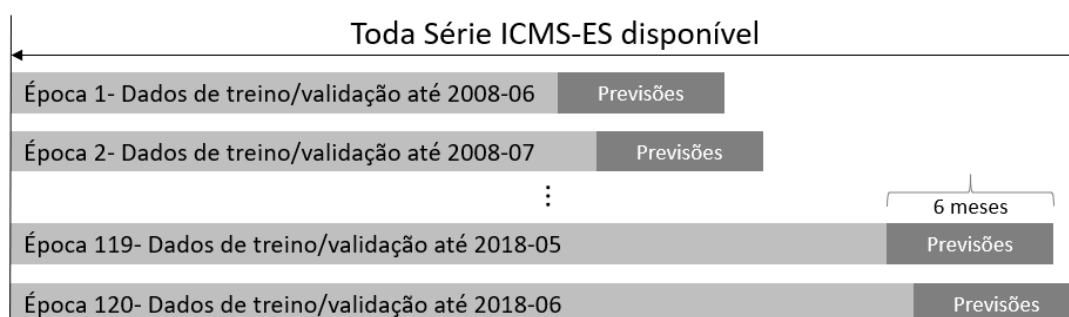 Toda Série ICMS-ES disponível
Época 1- Dados de treino/validação até 2008-06
Previsões
Época 2- Dados de treino/validação até 2008-07
Previsões
⋮
6 meses
Época 119- Dados de treino/validação até 2018-05
Previsões
Época 120- Dados de treino/validação até 2018-06
Previsões